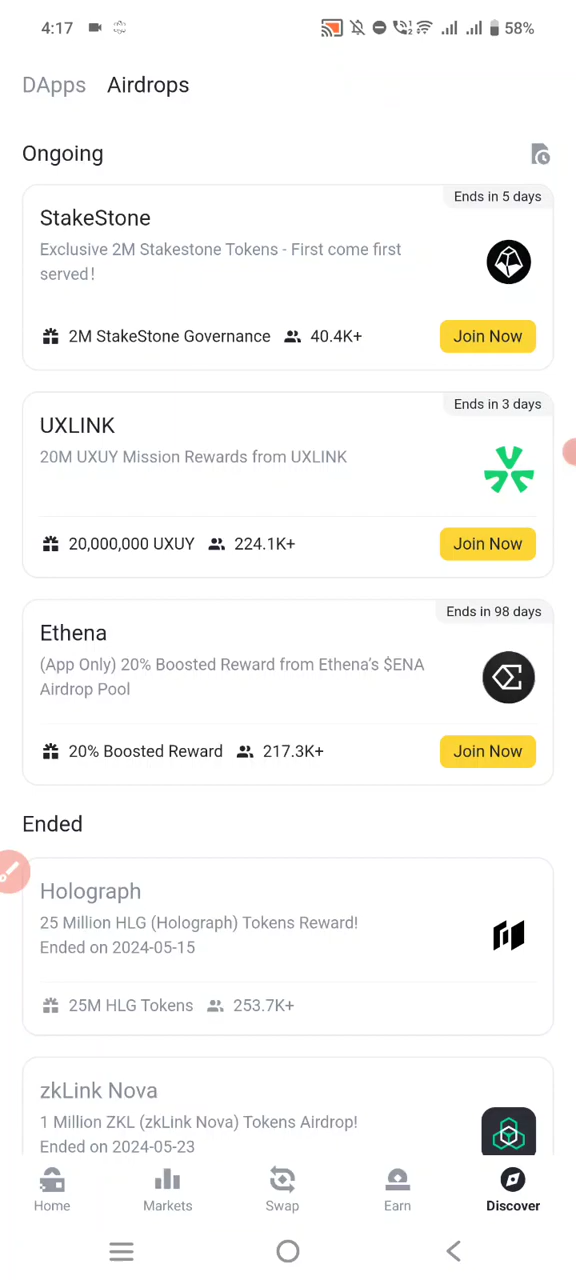 4:17
58%
DApps Airdrops
Ongoing
Ends in 5 days
StakeStone
Exclusive 2M Stakestone Tokens - First come first
served!
2M StakeStone Governance 40.4K+ Join Now
Ends in 3 days
UXLINK
20M UXUY Mission Rewards from UXLINK
20,000,000 UXUY 224.1K+ Join Now
Ends in 98 days
Ethena
(App Only) 20% Boosted Reward from Ethena's $ENA
Airdrop Pool
20% Boosted Reward 217.3K+ Join Now
Ended
Holograph
25 Million HLG (Holograph) Tokens Reward!
Ended on 2024-05-15
25M HLG Tokens 253.7K+
zkLink Nova
1 Million ZKL (zkLink Nova) Tokens Airdrop!
Ended on 2024-05-23
Home Markets Swap Earn Discover